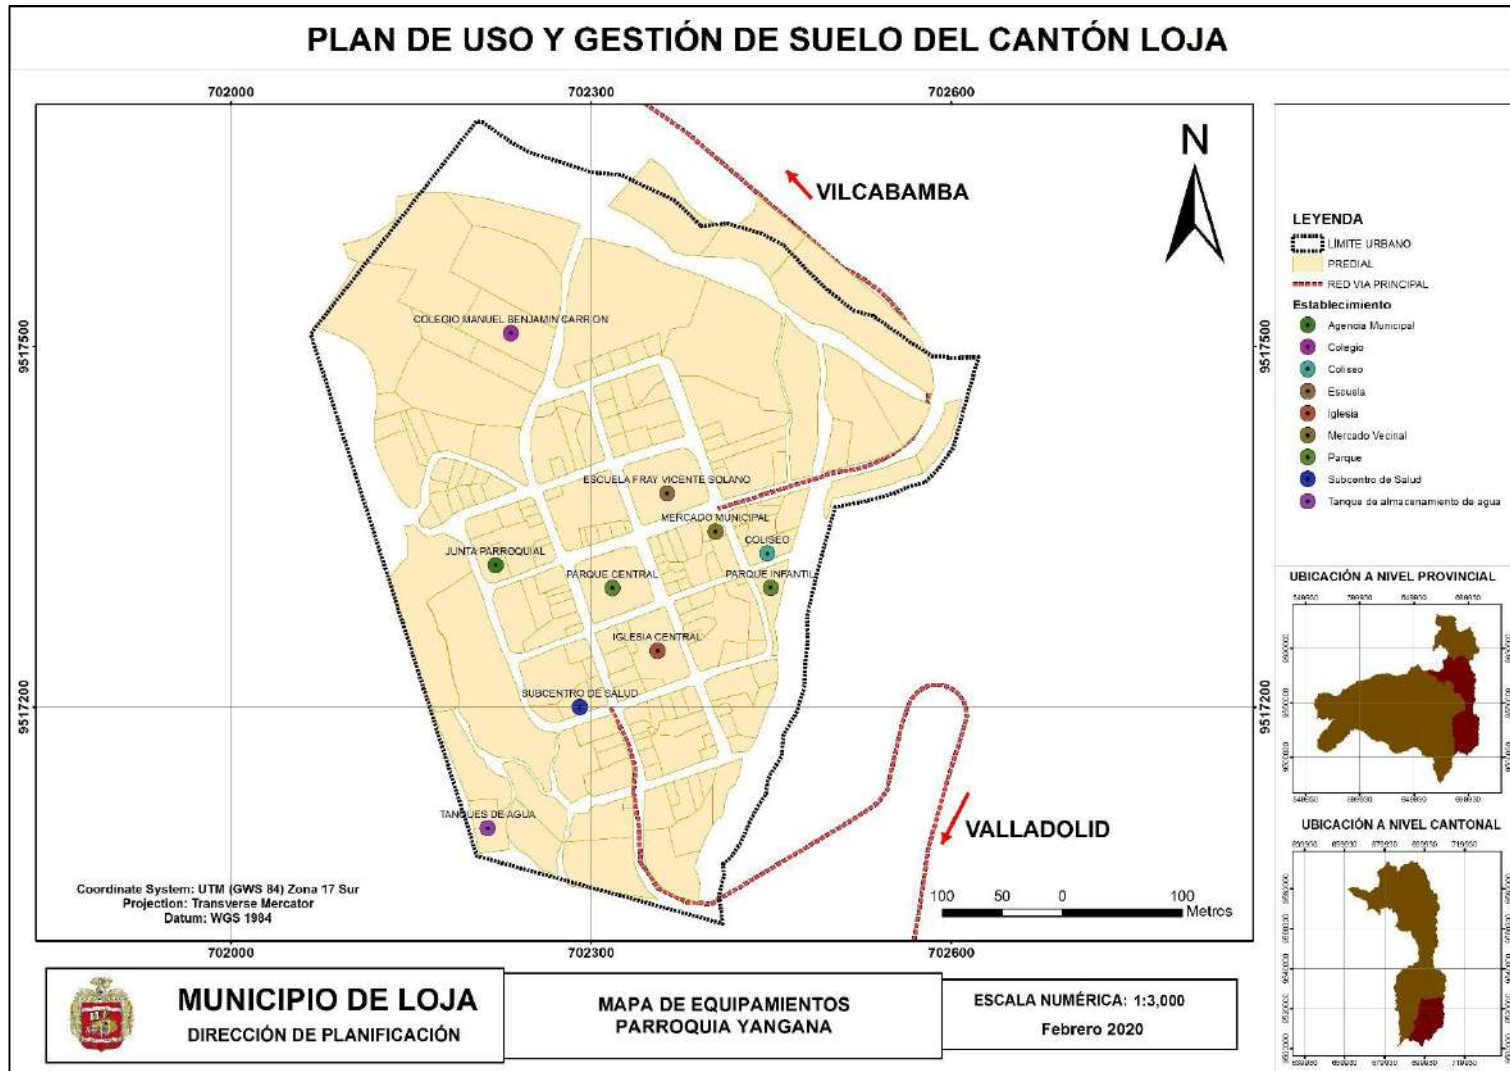 PLAN DE USO Y GESTIÓN DE SUELO DEL CANTÓN LOJA
702000
702300
702600
N
VILCABAMBA
9517500
9517500
COLEGIO MANUEL BENJAMIN CARRION
ESCUELA FRAY VICENTE SOLANO
MERCADO MUNICIPAL
COLISEO
JUNTA PARROQUIAL
PARQUE CENTRAL
PARQUE INFANTIL
IGLESIA CENTRAL
SUBCENTRO DE SALUD
9517200
9517200
TANQUES DE AGUA
VALLADOLID
Coordinate System: UTM (GWS 84) Zona 17 Sur
Projection: Transverse Mercator
Datum: WGS 1984
100 50 0 100
Metros
702000
702300
702600
LEYENDA
LÍMITE URBANO
PREDIAL
RED VIA PRINCIPAL
Establecimiento
Agencia Municipal
Colegio
Coliseo
Escuela
Iglesia
Mercado Vecinal
Parque
Subcentro de Salud
Tanque de almacenamiento de agua
UBICACIÓN A NIVEL PROVINCIAL
UBICACIÓN A NIVEL CANTONAL
MUNICIPIO DE LOJA
DIRECCIÓN DE PLANIFICACIÓN
MAPA DE EQUIPAMIENTOS
PARROQUIA YANGANA
ESCALA NUMÉRICA: 1:3,000
Febrero 2020